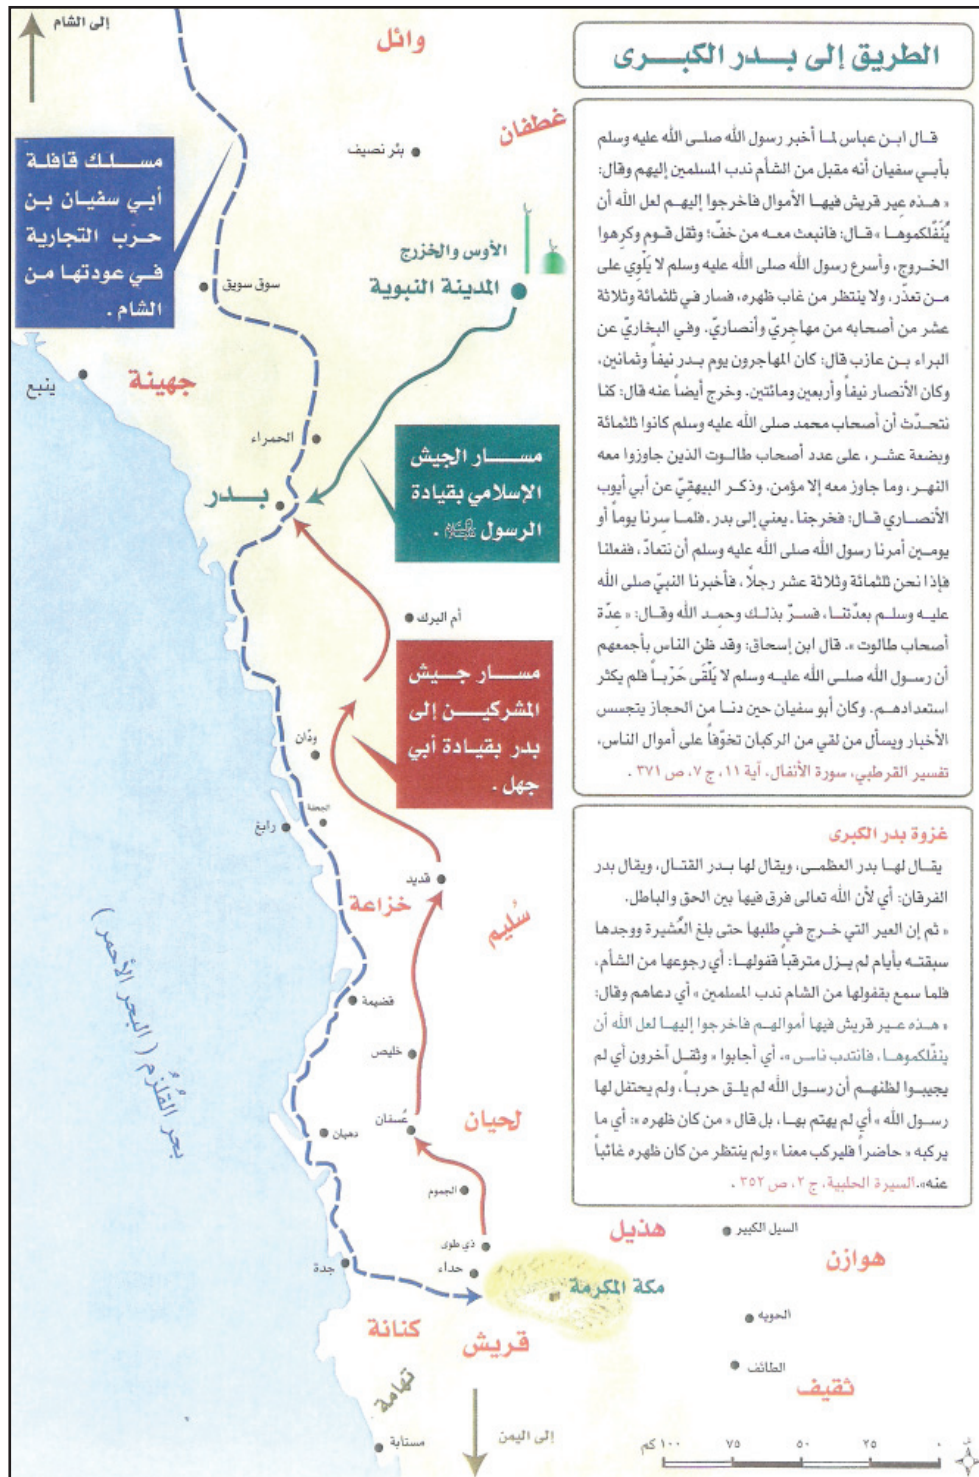 الطريق إلى بدر الكبرى
قال ابن عباس لما أخبر رسول الله صلى الله عليه وسلم
بأبي سفيان أنه مقبل من الشأم ندب المسلمين إليهم وقال:
« هذه عير قريش فيها الأموال فاخرجوا إليهم لعل الله أن
يُنَفّلكموها » قال: فانبعث معه من خفّ؛ وثقل قوم وكرهوا
الخروج، وأسرع رسول الله صلى الله عليه وسلم لا يَلْوِي على
من تعذّر، ولا ينتظر من غاب ظهره، فسار في ثلثمائة وثلاثة
عشر من أصحابه من مهاجريّ وأنصاريّ. وفي البخاريّ عن
البراء بن عازب قال: كان المهاجرون يوم بدر نيفاً وثمانين،
وكان الأنصار نيفاً وأربعين ومائتين. وخرج أيضاً عنه قال: كنا
نتحدّث أن أصحاب محمد صلى الله عليه وسلم كانوا ثلثمائة
وبضعة عشر، على عدد أصحاب طالوت الذين جاوزوا معه
النهر، وما جاوز معه إلا مؤمن. وذكر البيهقيّ عن أبي أيوب
الأنصاري قال: فخرجنا. يعني إلى بدر. فلما سِرنا يوماً أو
يومين أمرنا رسول الله صلى الله عليه وسلم أن نتعادّ، ففعلنا
فإذا نحن ثلثمائة وثلاثة عشر رجلاً، فأخبرنا النبيّ صلى الله
عليه وسلم بعدّتنا، فسرّ بذلك وحمد الله وقال: « عِدّة
أصحاب طالوت ». قال ابن إسحاق: وقد ظن الناس بأجمعهم
أن رسول الله صلى الله عليه وسلم لا يَلْقَى حَرْباً فلم يكثر
استعدادهم. وكان أبو سفيان حين دنا من الحجاز يتجسس
الأخبار ويسأل من لقي من الركبان تخوّفاً على أموال الناس،
تفسير القرطبي، سورة الأنفال، آية ١١، ج ٧، ص ٣٧١ .
غزوة بدر الكبرى
يقال لها بدر العظمى، ويقال لها بدر القتال، ويقال بدر
الفرقان: أي لأن الله تعالى فرق فيها بين الحق والباطل.
« ثم إن العير التي خرج في طلبها حتى بلغ العُشيرة ووجدها
سبقته بأيام لم يزل مترقباً قفولها: أي رجوعها من الشأم،
فلما سمع بقفولها من الشام ندب المسلمين » أي دعاهم وقال:
« هذه عير قريش فيها أموالهم فاخرجوا إليها لعل الله أن
ينفّلكموها، فانتدب ناس »، أي أجابوا « وثقل آخرون أي لم
يجيبوا لظنهم أن رسول الله لم يلق حرباً، ولم يحتفل لها
رسول الله » أي لم يهتم بها، بل قال « من كان ظهره »: أي ما
يركبه « حاضراً فليركب معنا » ولم ينتظر من كان ظهره غائباً
عنه». السيرة الحلبية، ج ٢، ص ٣٥٢ .
إلى الشام
وائل
غطفان
بئر نصيف
مسلك قافلة
أبي سفيان بن
حرب التجارية
في عودتها من
الشام .
الأوس والخزرج
المدينة النبوية
سوق سويق
جهينة
ينبع
الحمراء
مسار الجيش
الإسلامي بقيادة
الرسول ﷺ .
بدر
أم البرك
مسار جيش
المشركين إلى
بدر بقيادة أبي
جهل .
ودّان
رابغ
قديد
خزاعة
سُليم
قضيمة
بحر القُلْزُم ( البحر الأحمر )
خليص
عُسفان
لحيان
دهبان
الجموم
ذي طوى
هذيل
السيل الكبير
هوازن
حداء
جدة
مكة المكرمة
كنانة
قريش
الحويه
الطائف
ثقيف
تهامة
إلى اليمن
مستابة
١٠٠ كم
٧٥
٥٠
٢٥
٠